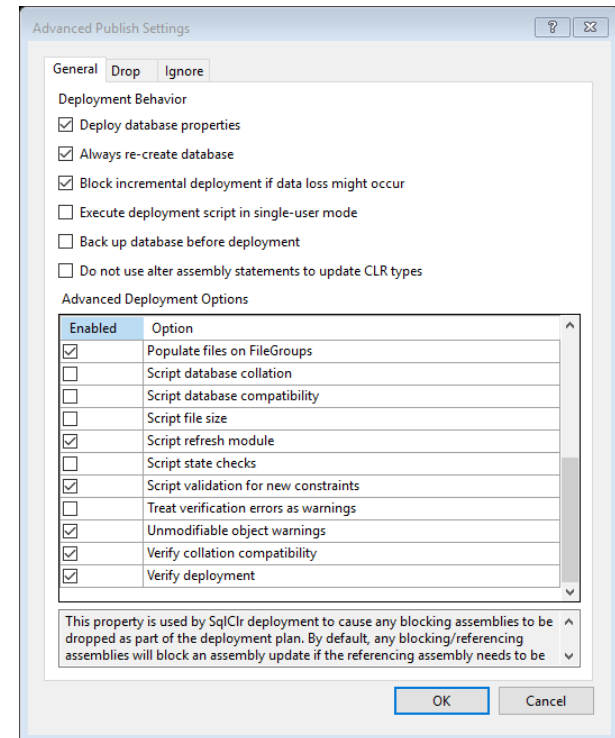 Advanced Publish Settings
General Drop Ignore
Deployment Behavior
Deploy database properties
Always re-create database
Block incremental deployment if data loss might occur
Execute deployment script in single-user mode
Back up database before deployment
Do not use alter assembly statements to update CLR types
Advanced Deployment Options
Enabled Option
Populate files on FileGroups
Script database collation
Script database compatibility
Script file size
Script refresh module
Script state checks
Script validation for new constraints
Treat verification errors as warnings
Unmodifiable object warnings
Verify collation compatibility
Verify deployment
This property is used by SqlClr deployment to cause any blocking assemblies to be
dropped as part of the deployment plan. By default, any blocking/referencing
assemblies will block an assembly update if the referencing assembly needs to be
OK Cancel